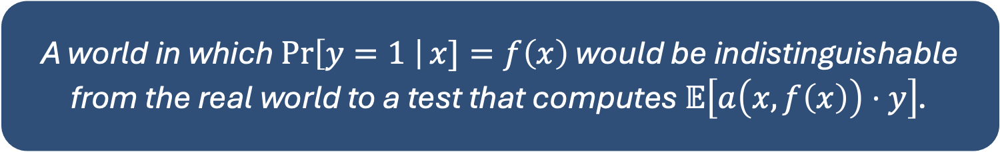 A world in which Pr[y = 1 | x] = f(x) would be indistinguishable
from the real world to a test that computes 𝔼[a(x, f(x)) · y].